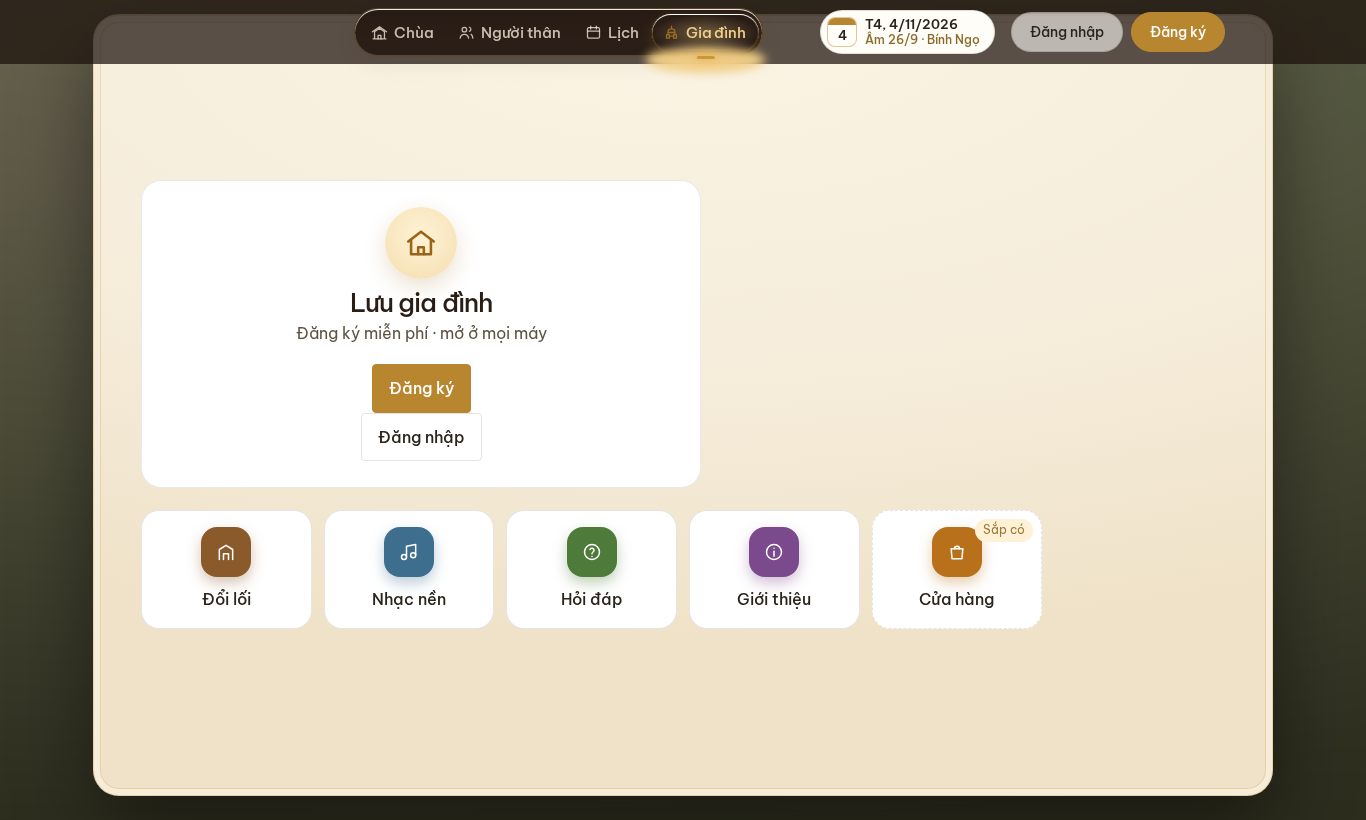 Chùa
Người thân
Lịch
Gia đình
4
T4, 4/11/2026
Âm 26/9 · Bính Ngọ
Đăng nhập
Đăng ký
Lưu gia đình
Đăng ký miễn phí · mở ở mọi máy
Đăng ký
Đăng nhập
Đổi lối
Nhạc nền
Hỏi đáp
Giới thiệu
Sắp có
Cửa hàng